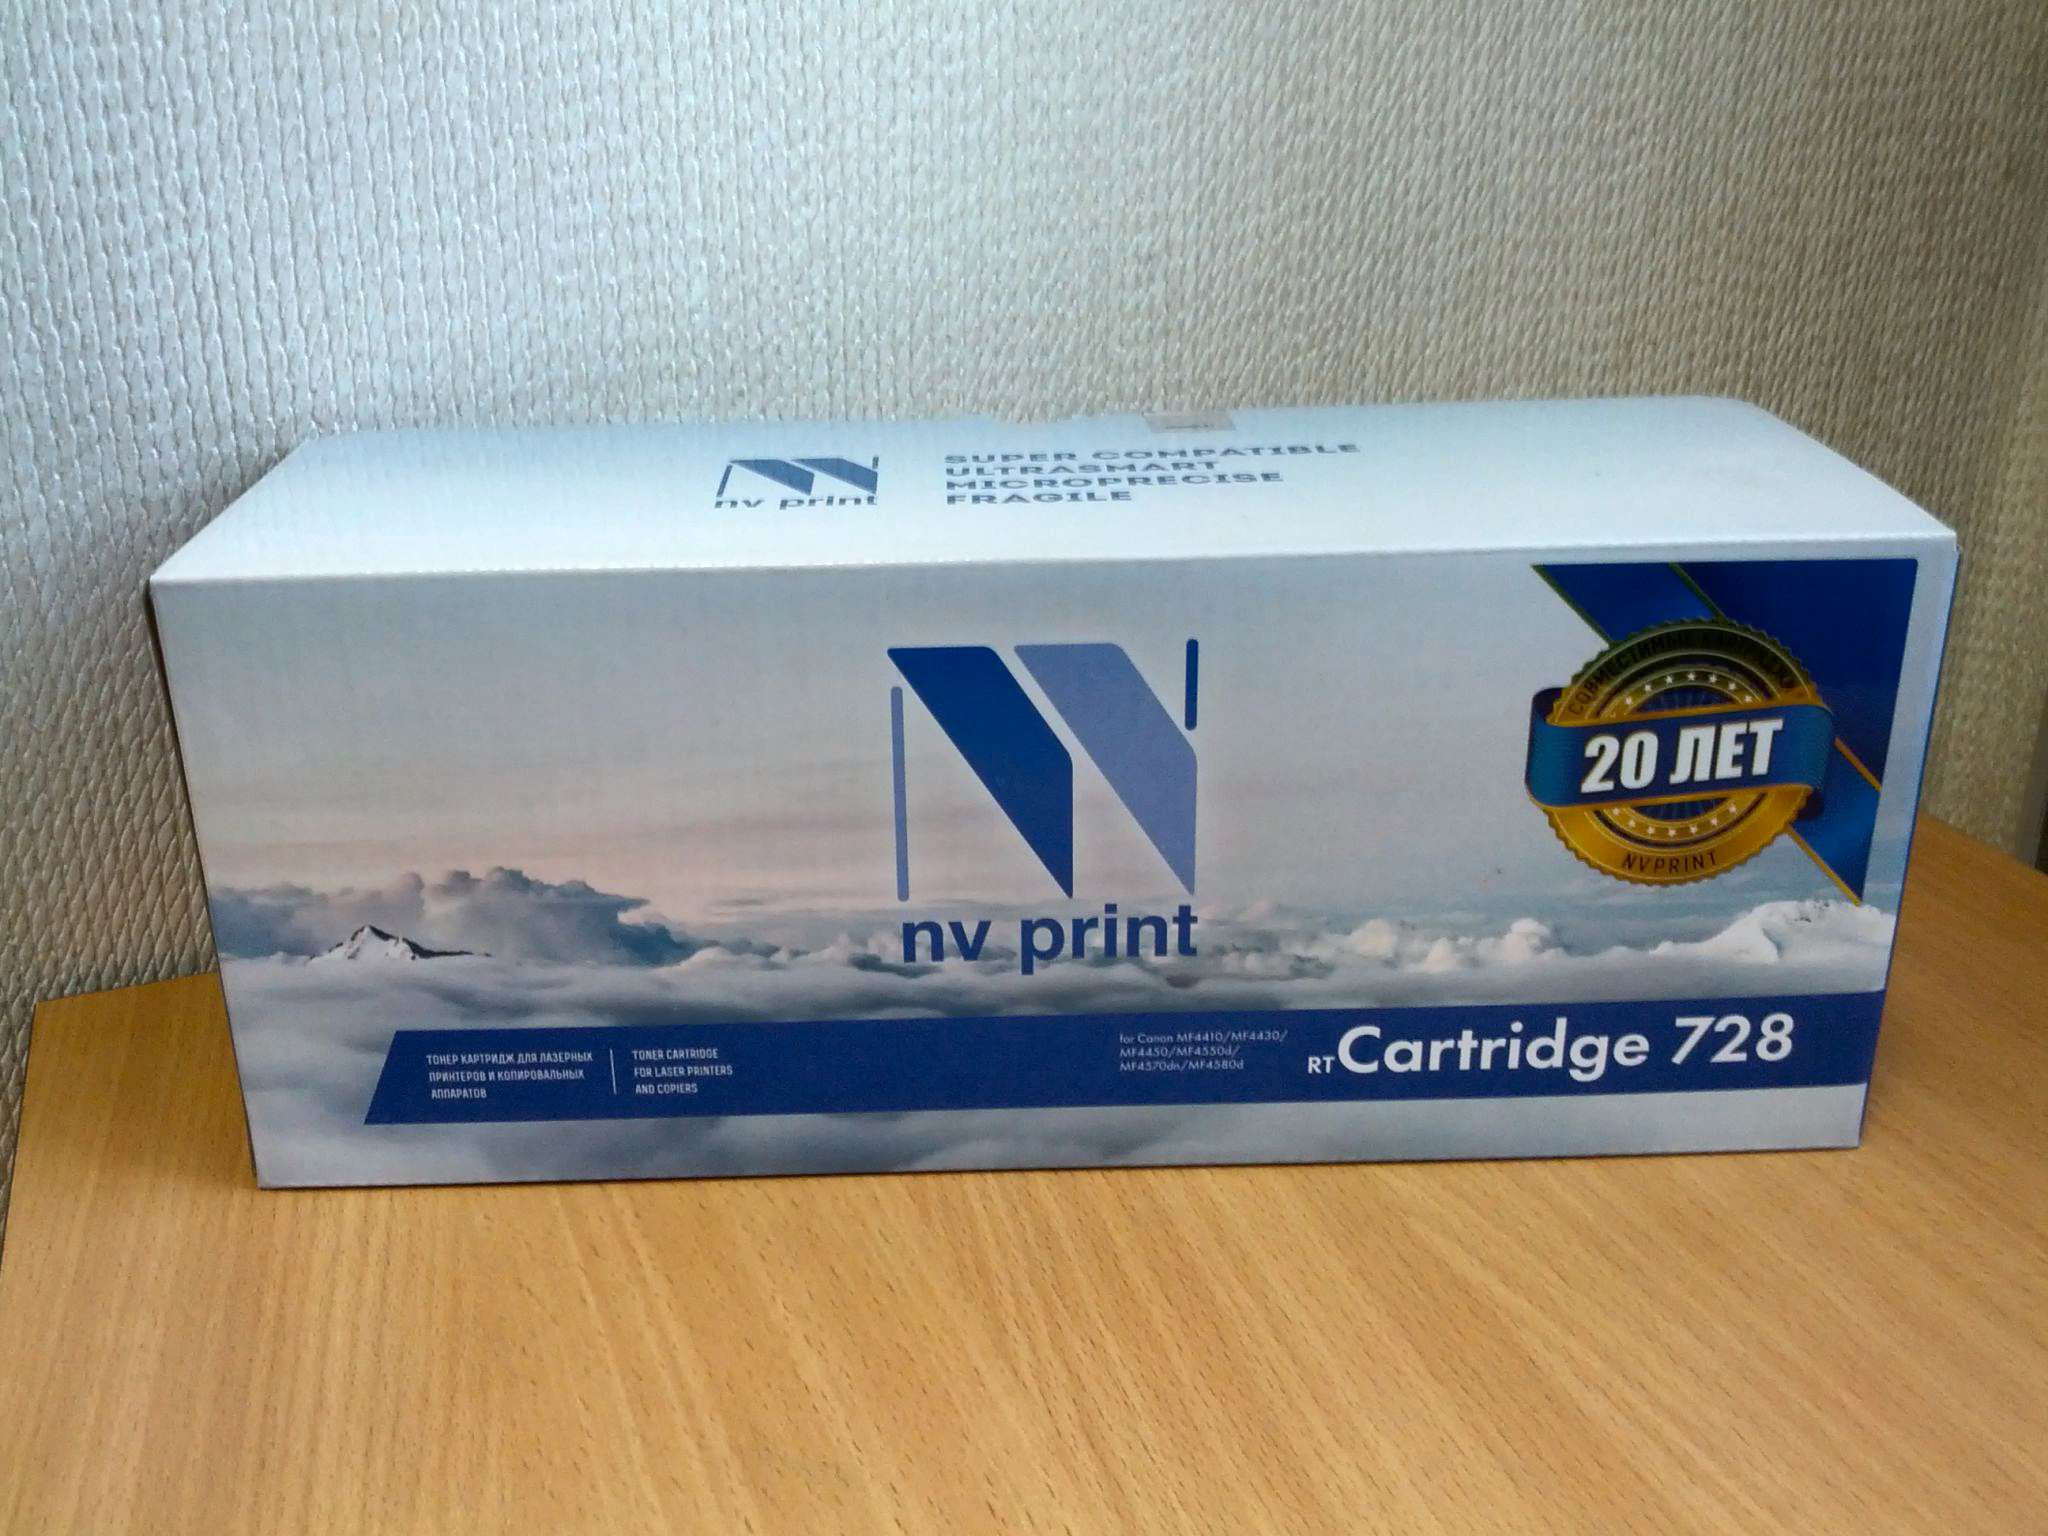 nv print
SUPER COMPATIBLE
ULTRASMART
MICROPRECISE
FRAGILE
nv print
20 ЛЕТ
NVPRINT
ТОНЕР КАРТРИДЖ ДЛЯ ЛАЗЕРНЫХ
ПРИНТЕРОВ И КОПИРОВАЛЬНЫХ
АППАРАТОВ
TONER CARTRIDGE
FOR LASER PRINTERS
AND COPIERS
for Canon MF4410/MF4430/
MF4450/MF4550d/
MF4570dn/MF4580d
RT Cartridge 728